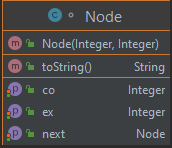 C Node
m Node(Integer, Integer)
m toString() String
p co Integer
p ex Integer
p next Node